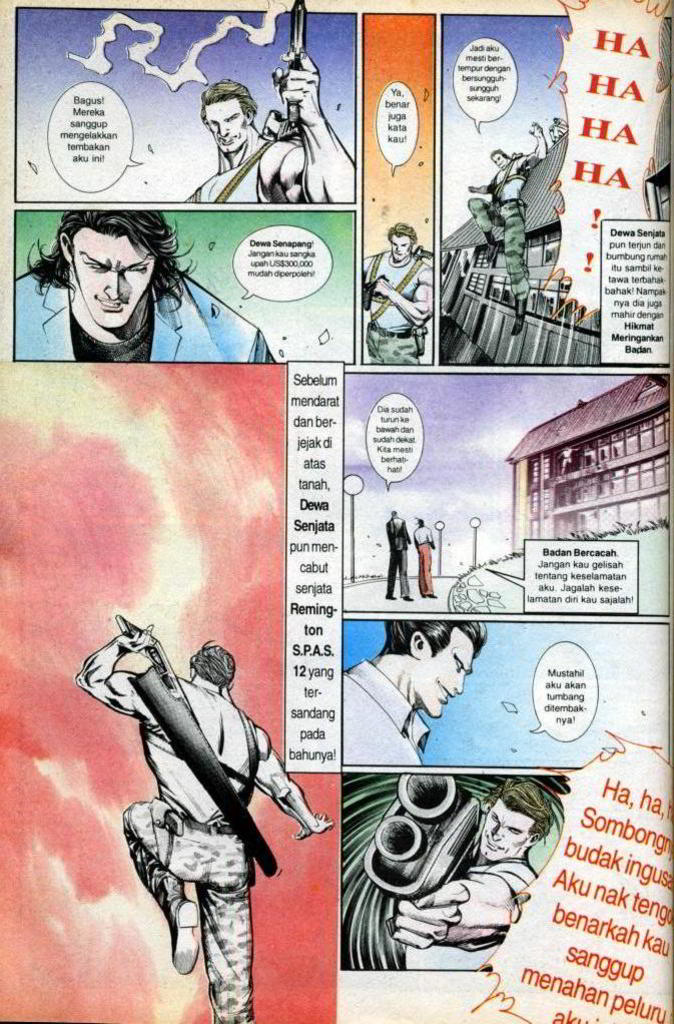 Bagus!
Mereka
sanggup
mengelakkan
tembakan
aku ini!
Dewa Senapang!
Jangan kau sangka
upah US$300,000
mudah diperpolehi!
Ya,
benar
juga
kata
kau!
Jadi aku
mesti ber-
tempur dengan
bersungguh-
sungguh
sekarang!
HA
HA
HA
HA
!
!
Dewa Senjata
pun terjun dari
bumbung rumah
itu sambil ke-
tawa terbahak-
bahak! Nampak-
nya dia juga
mahir dengan
Hikmat
Meringankan
Badan.
Sebelum
mendarat
dan ber-
jejak di
atas
tanah,
Dewa
Senjata
pun men-
cabut
senjata
Reming-
ton
S.P.A.S.
12 yang
ter-
sandang
pada
bahunya!
Dia sudah
turun ke
bawah dan
sudah dekat.
Kita mesti
berhati-
hati!
Badan Bercacah.
Jangan kau gelisah
tentang keselamatan
aku. Jagalah kese-
lamatan diri kau sajalah!
Mustahil
aku akan
tumbang
ditembak-
nya!
Ha, ha,
budak
Aku nak
benarkah kau
sanggup
menahan peluru